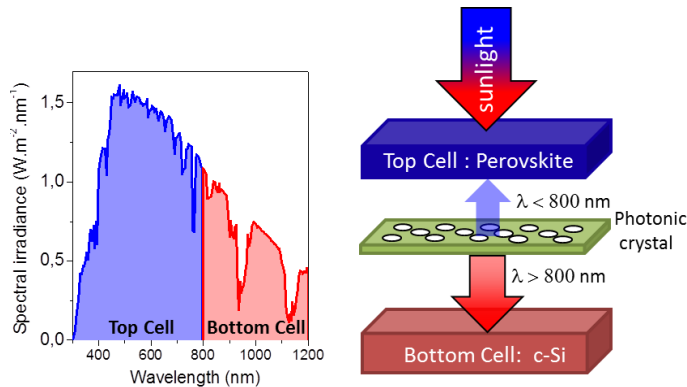 Spectral irradiance (W.m⁻².nm⁻¹)
1,5
1,0
0,5
0,0
Top Cell
Bottom Cell
400
600
800
1000
1200
Wavelength (nm)
sunlight
Top Cell : Perovskite
λ < 800 nm
Photonic
crystal
λ > 800 nm
Bottom Cell: c-Si